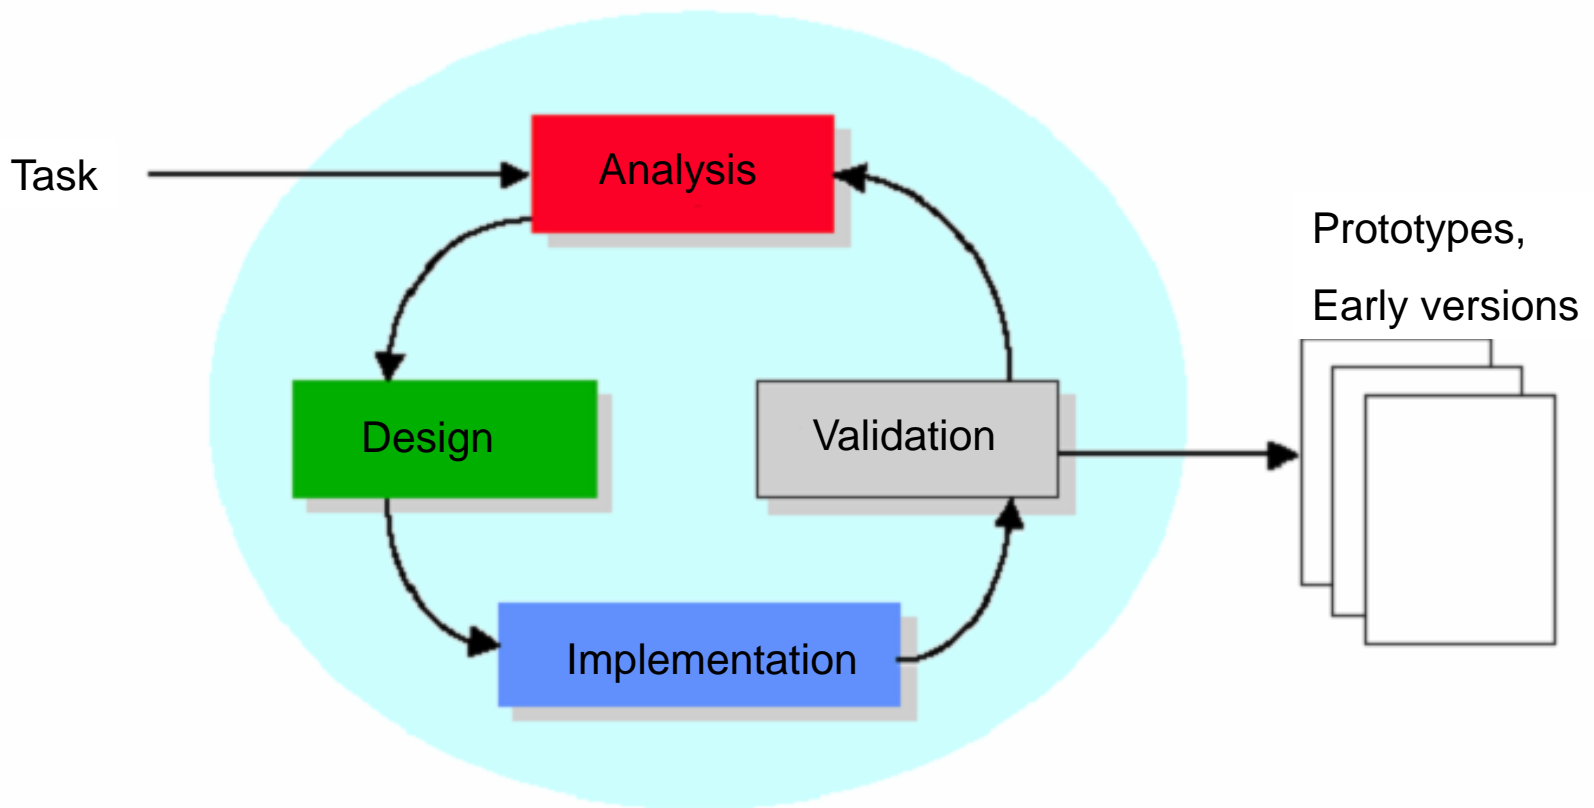 Task
Analysis
Prototypes,
Early versions
Design
Validation
Implementation